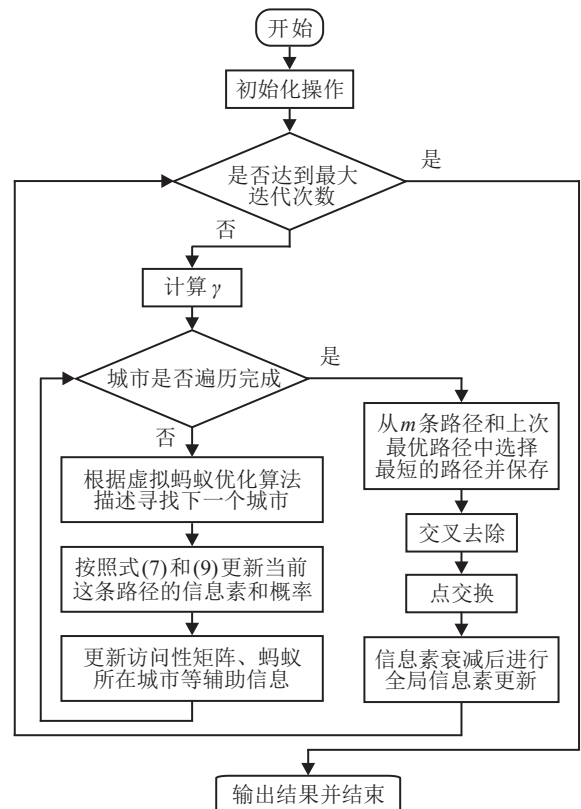 开始
初始化操作
是否达到最大
迭代次数
是
否
计算γ
城市是否遍历完成
是
否
根据虚拟蚂蚁优化算法
描述寻找下一个城市
按照式(7)和(9)更新当前
这条路径的信息素和概率
更新访问性矩阵、蚂蚁
所在城市等辅助信息
从m条路径和上次
最优路径中选择
最短的路径并保存
交叉去除
点交换
信息素衰减后进行
全局信息素更新
输出结果并结束